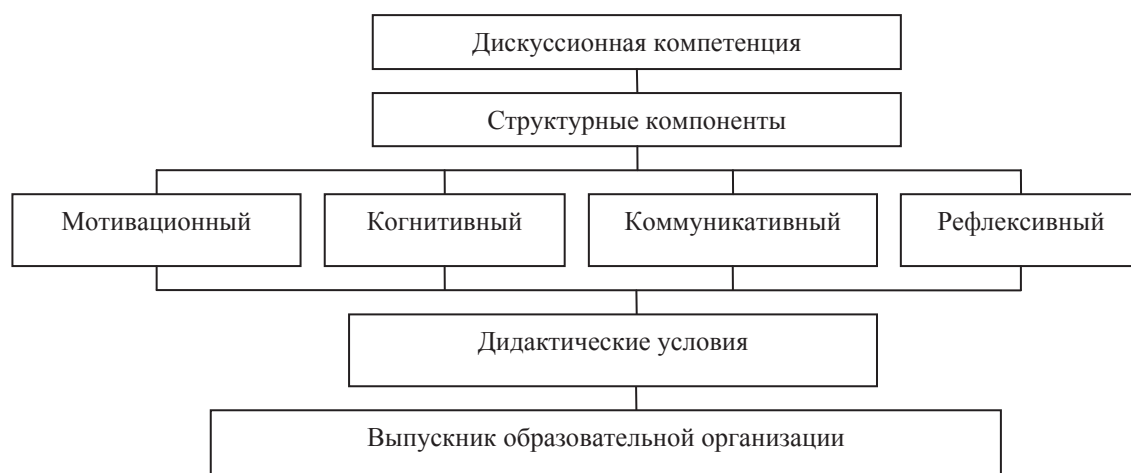 Дискуссионная компетенция
Структурные компоненты
Мотивационный
Когнитивный
Коммуникативный
Рефлексивный
Дидактические условия
Выпускник образовательной организации